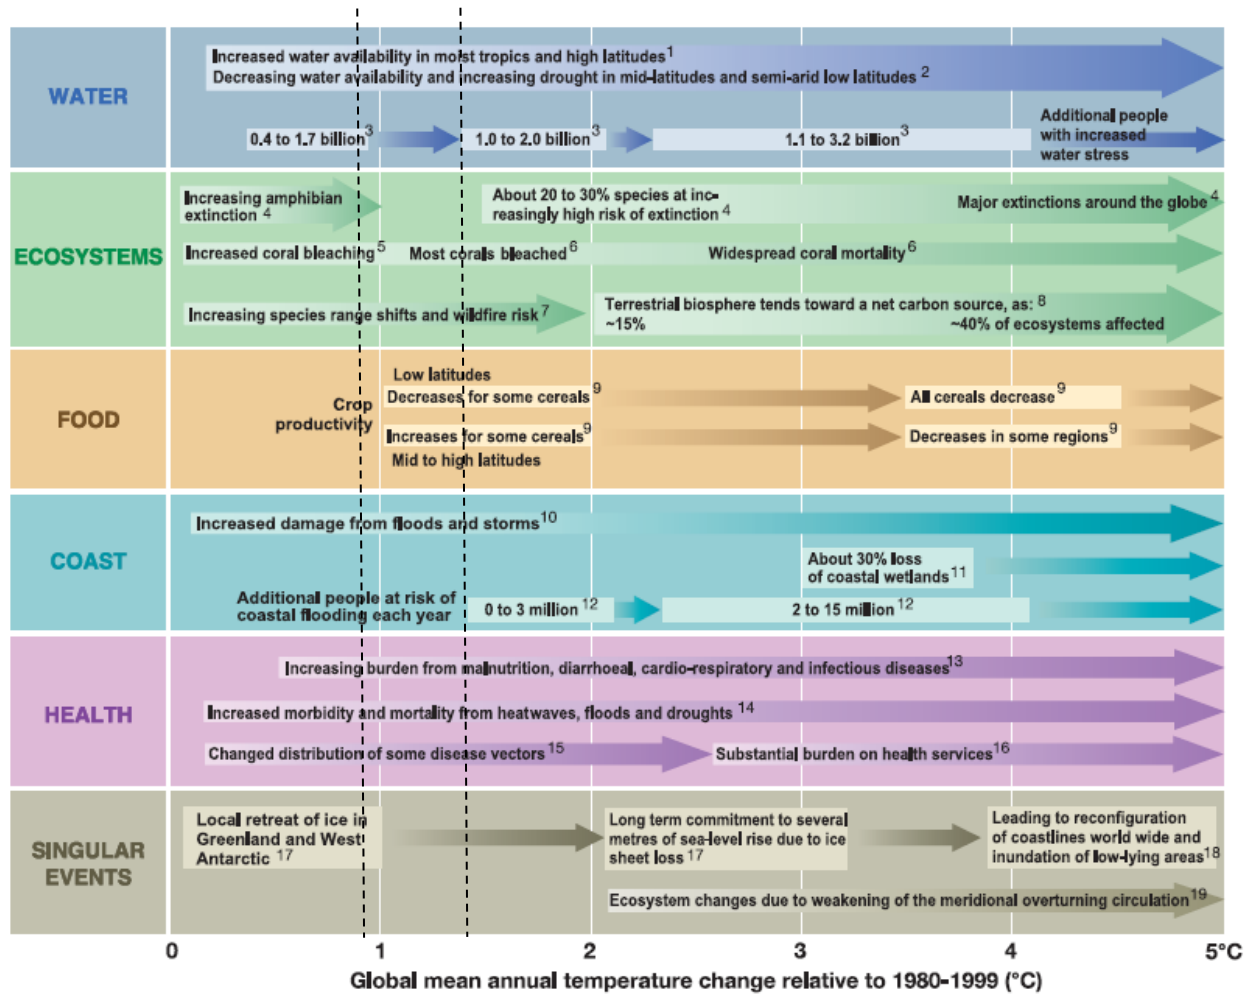 WATER
Increased water availability in moist tropics and high latitudes1
Decreasing water availability and increasing drought in mid-latitudes and semi-arid low latitudes 2
0.4 to 1.7 billion3
1.0 to 2.0 billion3
1.1 to 3.2 billion3
Additional people
with increased
water stress
ECOSYSTEMS
Increasing amphibian
extinction 4
About 20 to 30% species at inc-
reasingly high risk of extinction 4
Major extinctions around the globe 4
Increased coral bleaching5
Most corals bleached6
Widespread coral mortality6
Increasing species range shifts and wildfire risk7
Terrestrial biosphere tends toward a net carbon source, as: 8
~15%
~40% of ecosystems affected
FOOD
Crop
productivity
Low latitudes
Decreases for some cereals9
All cereals decrease9
Increases for some cereals9
Decreases in some regions9
Mid to high latitudes
COAST
Increased damage from floods and storms10
About 30% loss
of coastal wetlands11
Additional people at risk of
coastal flooding each year
0 to 3 million 12
2 to 15 million 12
HEALTH
Increasing burden from malnutrition, diarrhoeal, cardio-respiratory and infectious diseases13
Increased morbidity and mortality from heatwaves, floods and droughts 14
Changed distribution of some disease vectors15
Substantial burden on health services16
SINGULAR
EVENTS
Local retreat of ice in
Greenland and West
Antarctic 17
Long term commitment to several
metres of sea-level rise due to ice
sheet loss 17
Leading to reconfiguration
of coastlines world wide and
inundation of low-lying areas18
Ecosystem changes due to weakening of the meridional overturning circulation19
0 1 2 3 4 5°C
Global mean annual temperature change relative to 1980-1999 (°C)